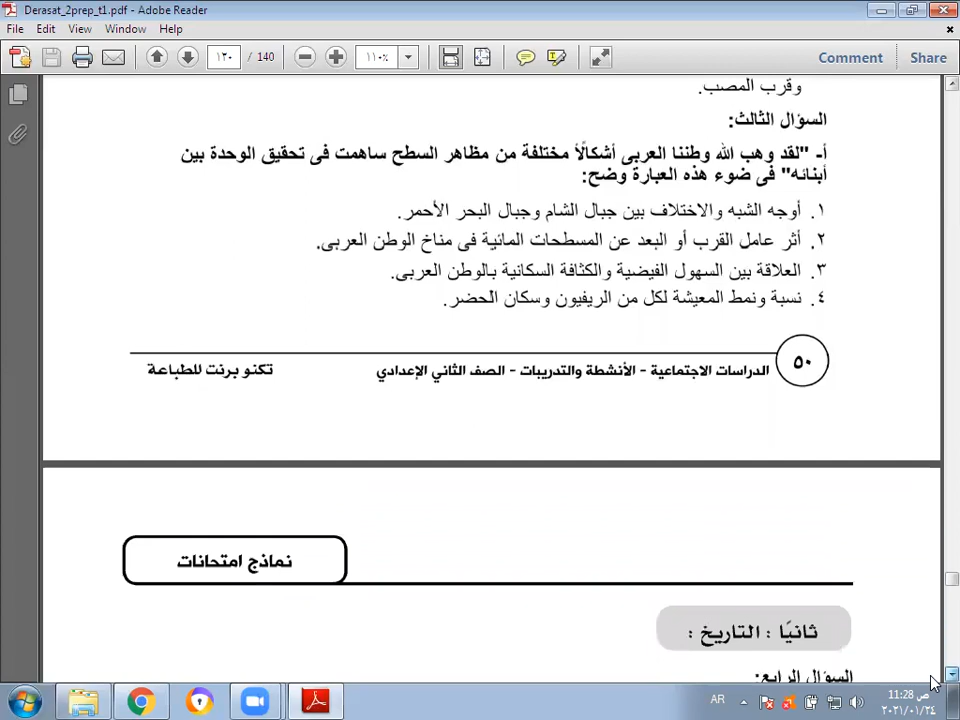 Derasat_2prep_t1.pdf - Adobe Reader
File Edit View Window Help
١٣٠ / 140 ١١٠% Comment Share
وقرب المصب.
السؤال الثالث:
أ- "لقد وهب الله وطننا العربى أشكالاً مختلفة من مظاهر السطح ساهمت فى تحقيق الوحدة بين
أبنائه" فى ضوء هذه العبارة وضح:
١. أوجه الشبه والاختلاف بين جبال الشام وجبال البحر الأحمر.
٢. أثر عامل القرب أو البعد عن المسطحات المائية فى مناخ الوطن العربى.
٣. العلاقة بين السهول الفيضية والكثافة السكانية بالوطن العربى.
٤. نسبة ونمط المعيشة لكل من الريفيون وسكان الحضر.
٥٠
الدراسات الاجتماعية - الأنشطة والتدريبات - الصف الثاني الإعدادي
تكنو برنت للطباعة
نماذج امتحانات
ثانيًا : التاريخ :
السؤال الرابع:
AR
11:28 ص
٢٠٢١/٠١/٢٤